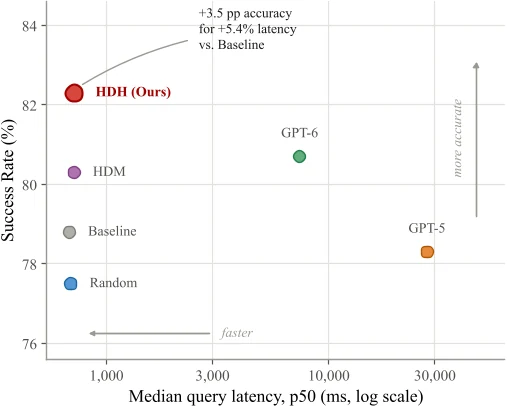 +3.5 pp accuracy
for +5.4% latency
vs. Baseline
84
HDH (Ours)
82
more accurate
GPT-6
HDM
80
Success Rate (%)
GPT-5
Baseline
78
Random
faster
76
1,000
3,000
10,000
30,000
Median query latency, p50 (ms, log scale)